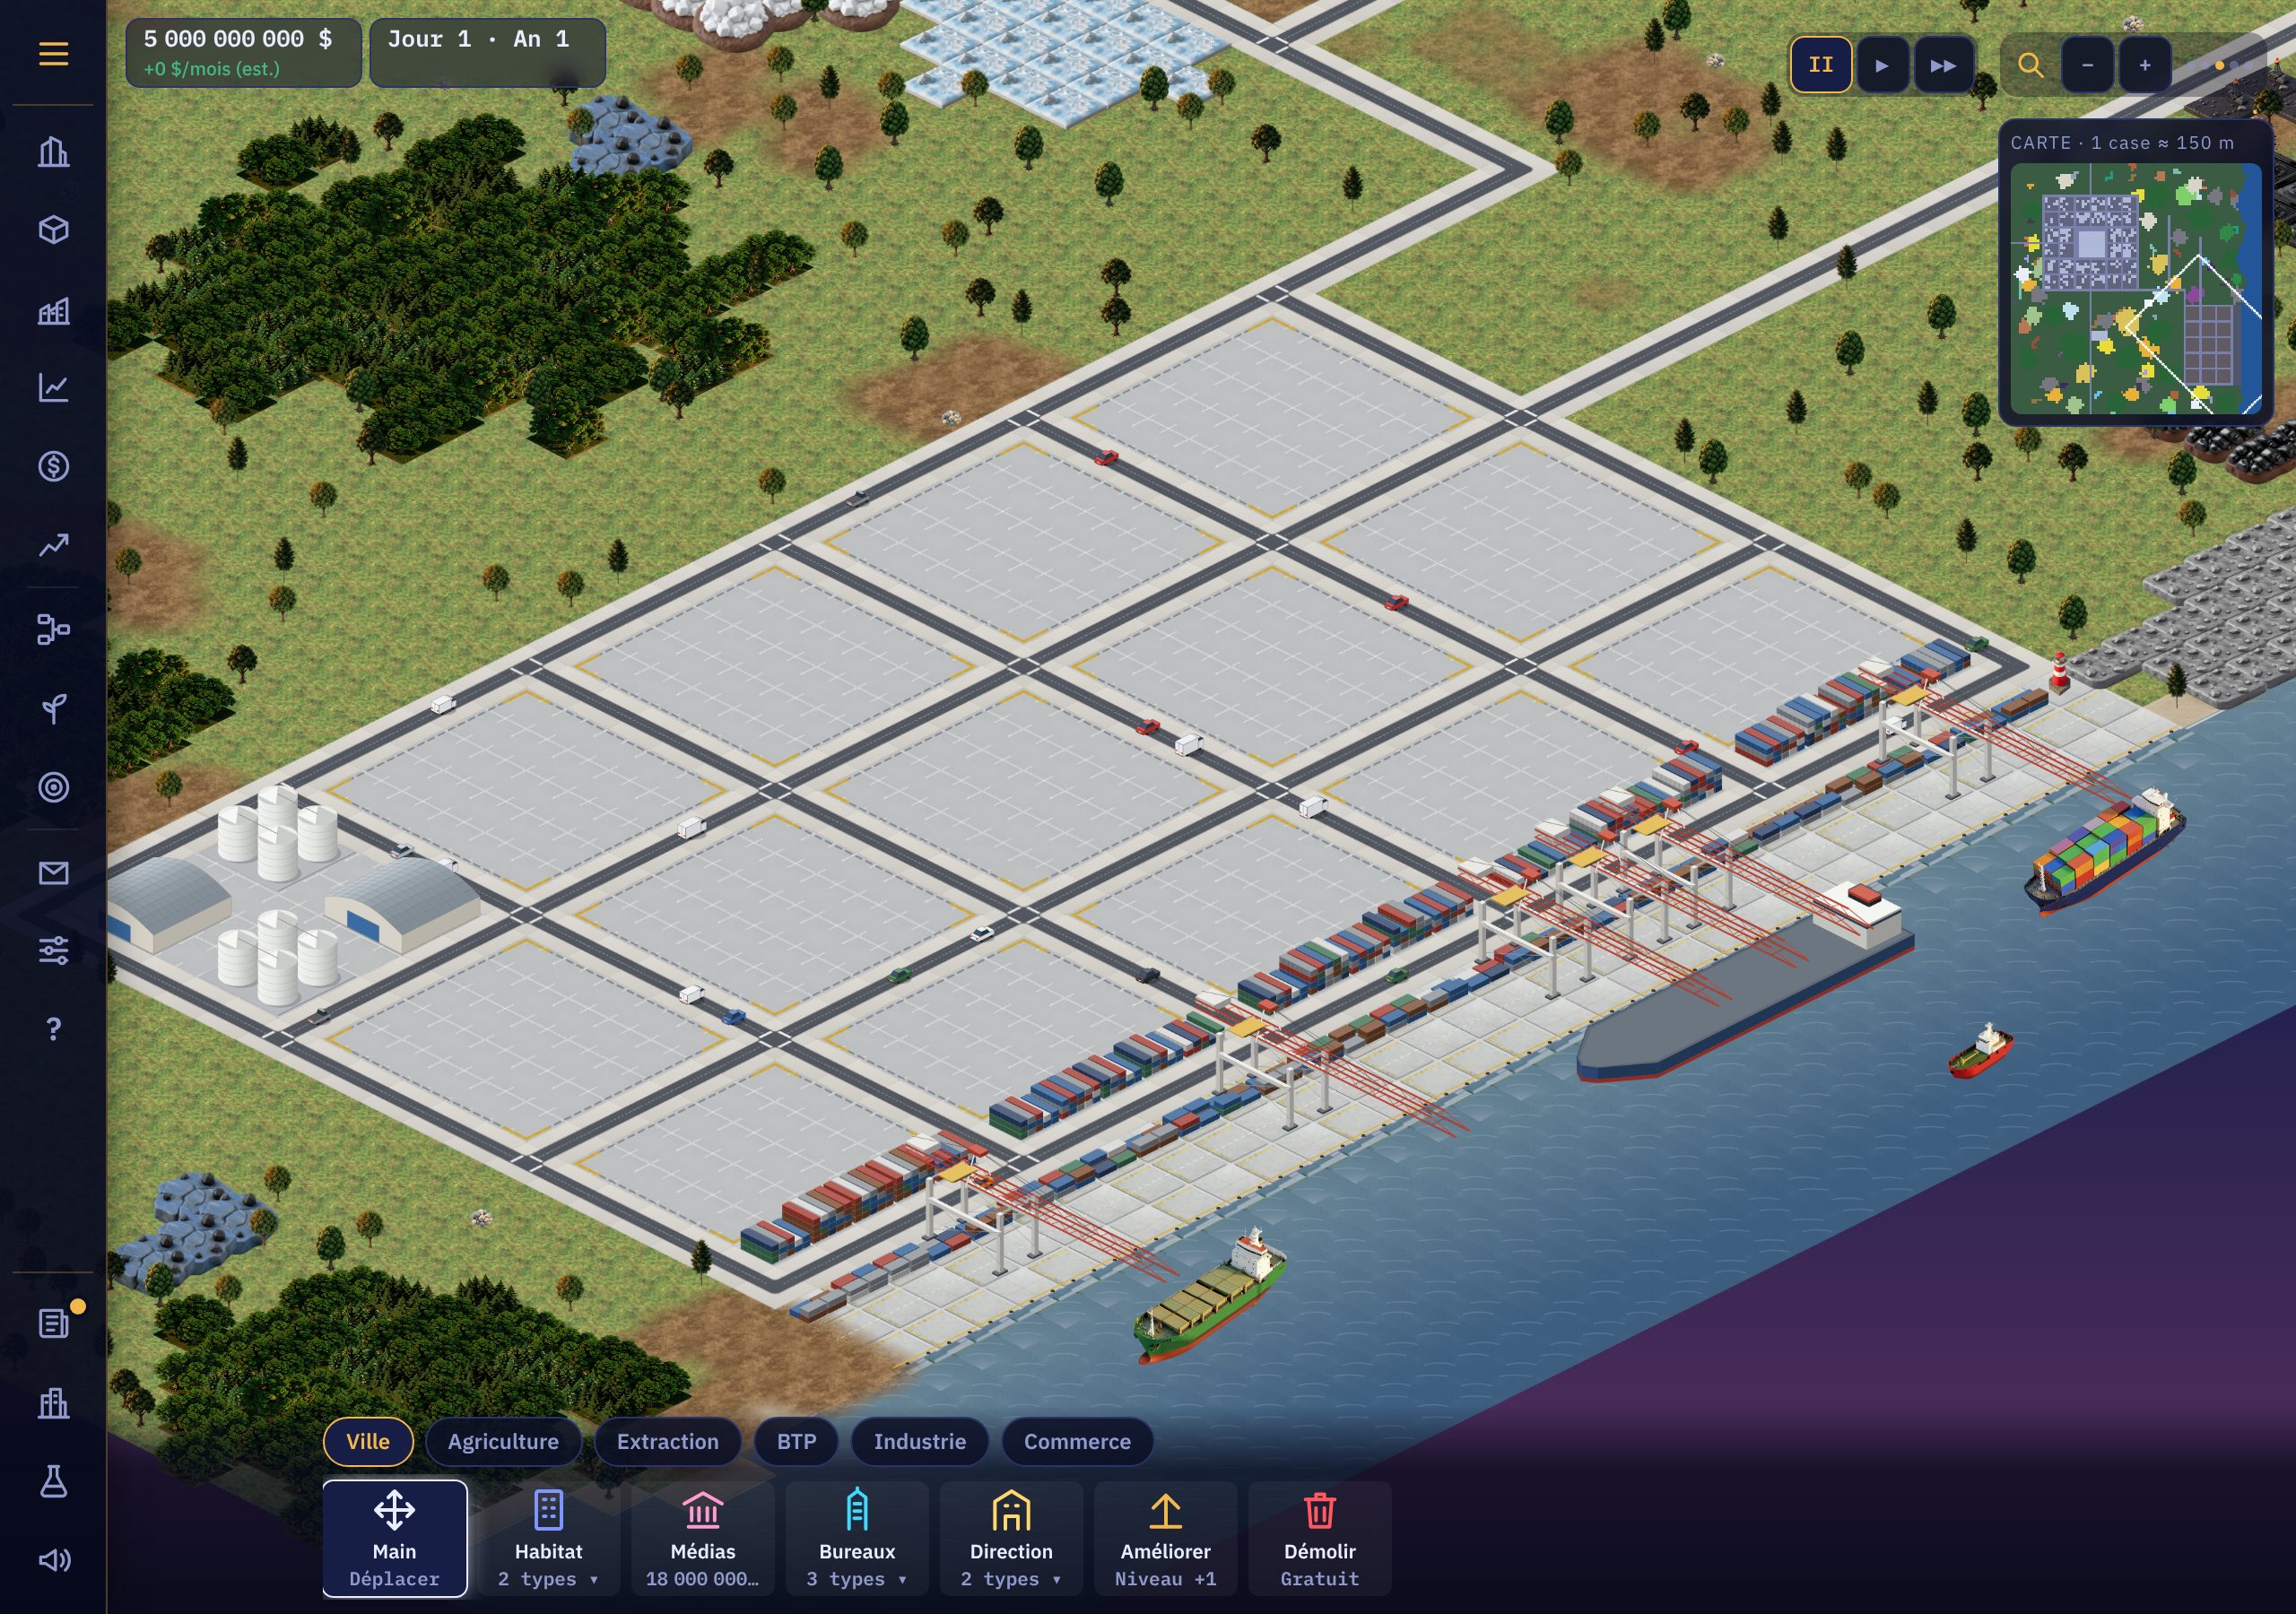 5 000 000 000 $
+0 $/mois (est.)
Jour 1 · An 1
CARTE · 1 case ≈ 150 m
Ville
Agriculture
Extraction
BTP
Industrie
Commerce
Main
Déplacer
Habitat
2 types ▾
Médias
18 000 000…
Bureaux
3 types ▾
Direction
2 types ▾
Améliorer
Niveau +1
Démolir
Gratuit